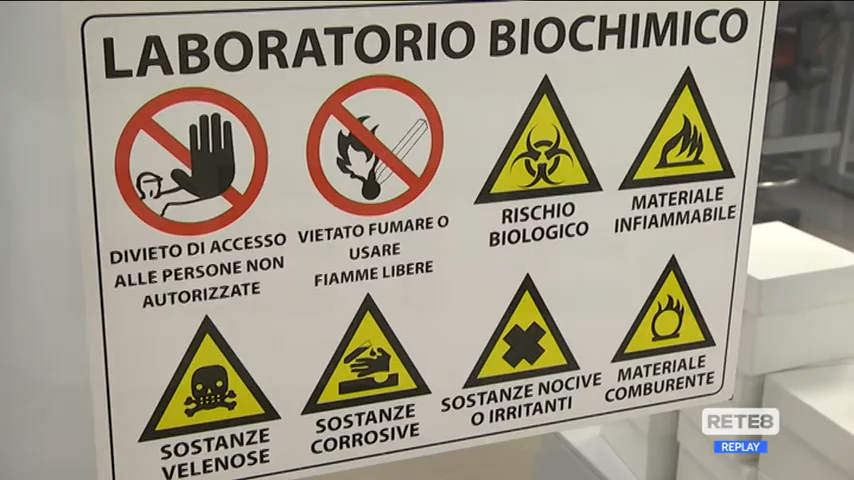 LABORATORIO BIOCHIMICO
DIVIETO DI ACCESSO
ALLE PERSONE NON
AUTORIZZATE
VIETATO FUMARE O
USARE
FIAMME LIBERE
RISCHIO
BIOLOGICO
MATERIALE
INFIAMMABILE
SOSTANZE
VELENOSE
SOSTANZE
CORROSIVE
SOSTANZE NOCIVE
O IRRITANTI
MATERIALE
COMBURENTE
RETE8
REPLAY